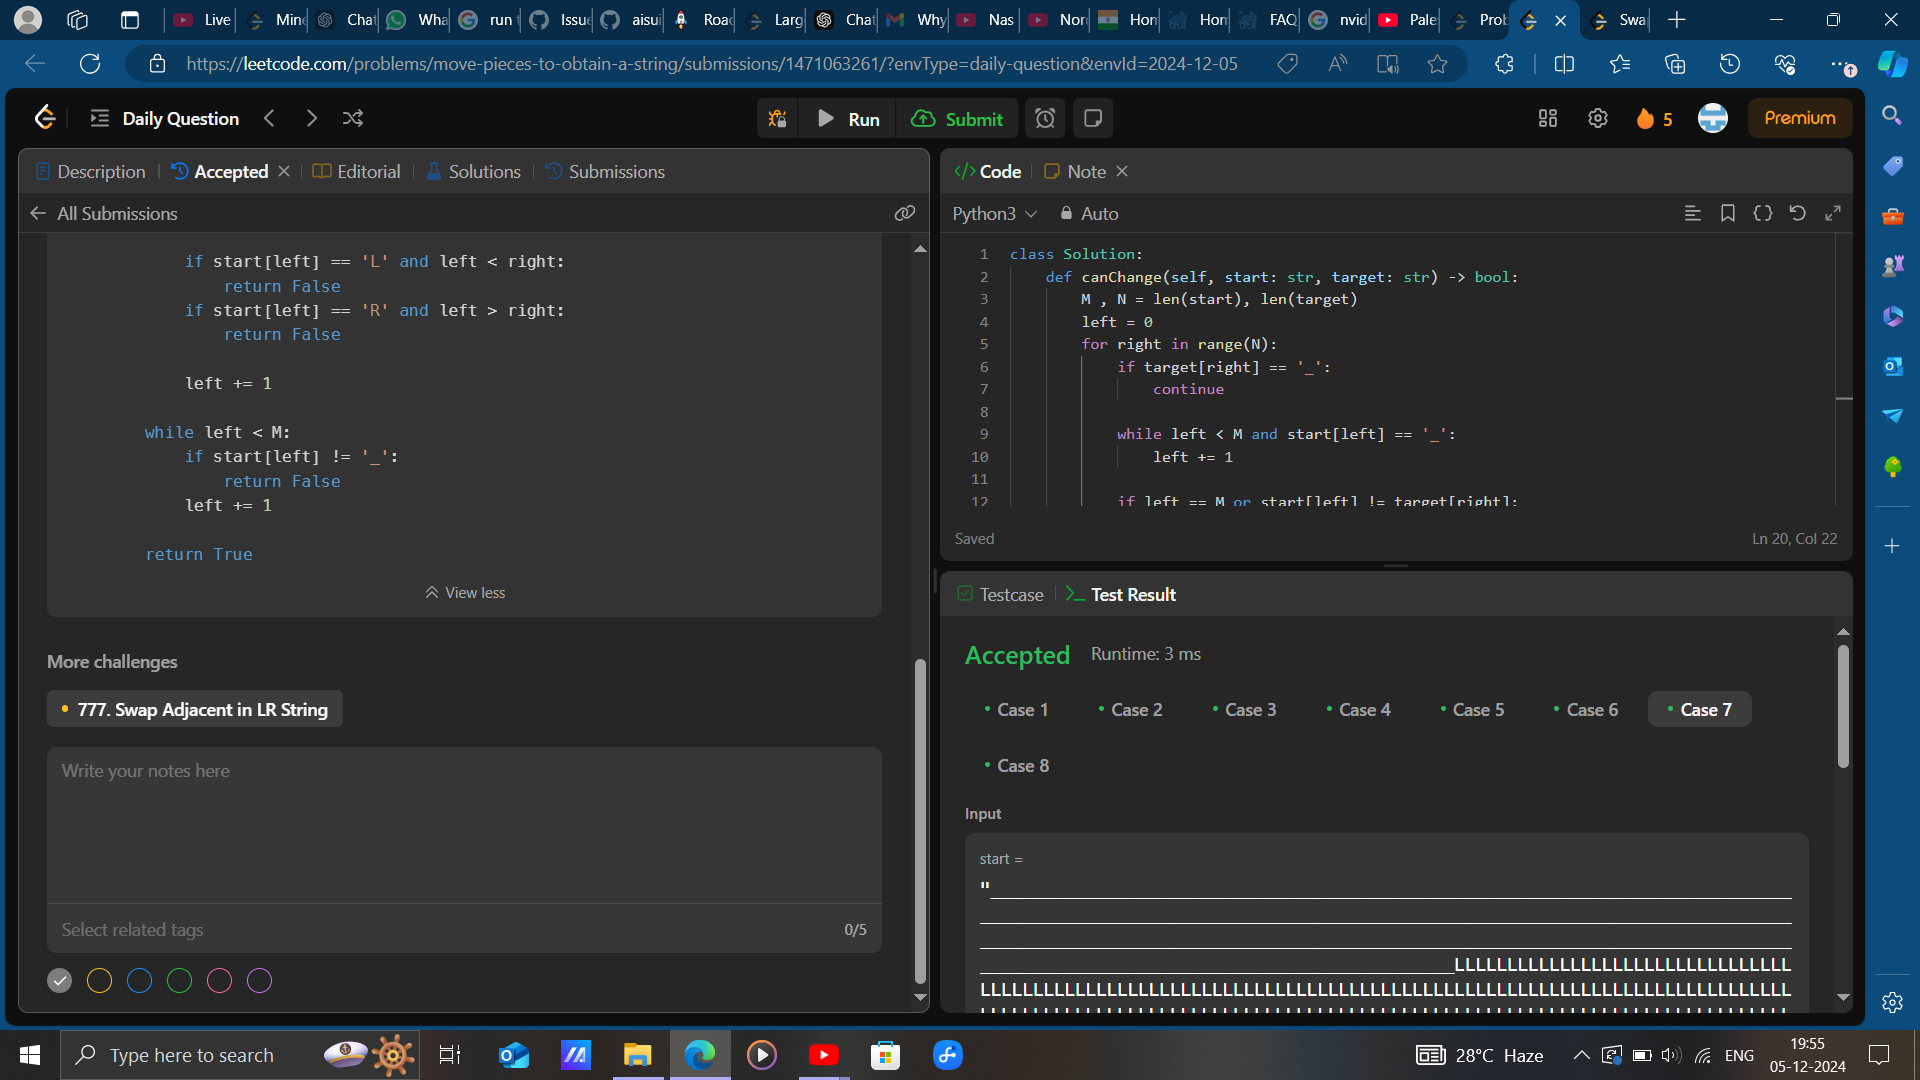 Live
Mine
Chat
Wha
run t
Issue
aisui
Road
Larg
Chat
Why
Nas
Nor
Hon
Hon
FAQ
nvid
Pale
Prob
Swa
https://leetcode.com/problems/move-pieces-to-obtain-a-string/submissions/1471063261/?envType=daily-question&envId=2024-12-05
Daily Question
Run
Submit
5
Premium
Description
Accepted
Editorial
Solutions
Submissions
All Submissions
if start[left] == 'L' and left < right:
return False
if start[left] == 'R' and left > right:
return False
left += 1
while left < M:
if start[left] != '_':
return False
left += 1
return True
View less
More challenges
777. Swap Adjacent in LR String
Write your notes here
Select related tags
0/5
</> Code
Note
Python3
Auto
1 class Solution:
2 def canChange(self, start: str, target: str) -> bool:
3 M , N = len(start), len(target)
4 left = 0
5 for right in range(N):
6 if target[right] == '_':
7 continue
8
9 while left < M and start[left] == '_':
10 left += 1
11
12 if left == M or start[left] != target[right]:
Saved
Ln 20, Col 22
Testcase
Test Result
Accepted
Runtime: 3 ms
Case 1
Case 2
Case 3
Case 4
Case 5
Case 6
Case 7
Case 8
Input
start =
Type here to search
28°C Haze
ENG
19:55
05-12-2024